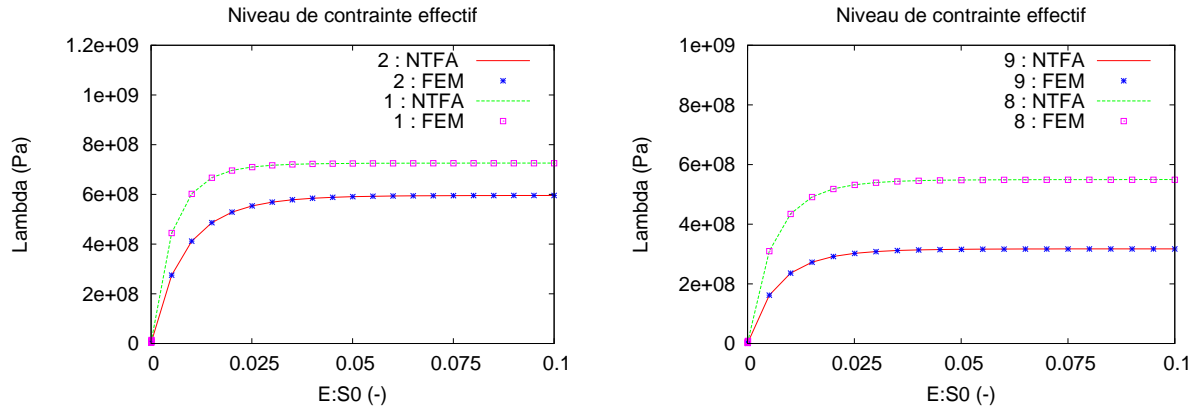 Niveau de contrainte effectif
1.2e+09
1e+09
8e+08
6e+08
4e+08
2e+08
0
Lambda (Pa)
2 : NTFA
2 : FEM
1 : NTFA
1 : FEM
0
0.025
0.05
0.075
0.1
E:S0 (-)
Niveau de contrainte effectif
1e+09
8e+08
6e+08
4e+08
2e+08
0
Lambda (Pa)
9 : NTFA
9 : FEM
8 : NTFA
8 : FEM
0
0.025
0.05
0.075
0.1
E:S0 (-)